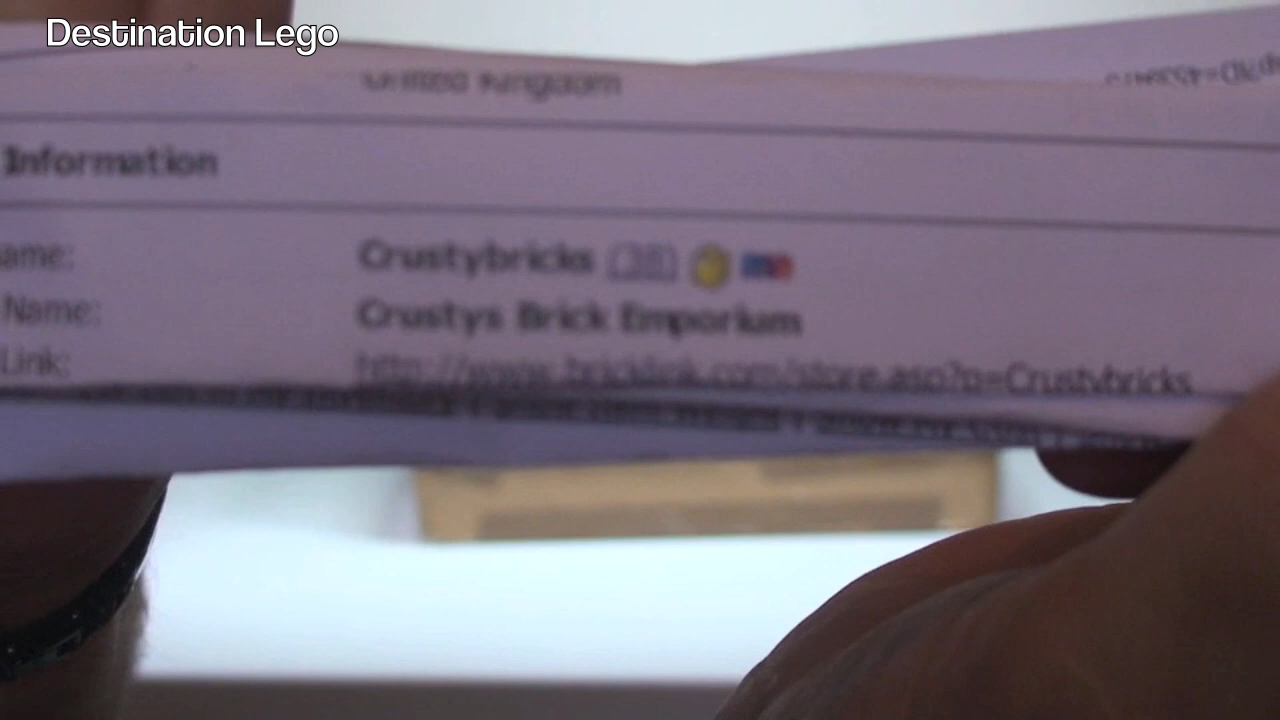 Destination Lego
United Kingdom
Information
ame:
Crustybricks (38)
Name:
Crustys Brick Emporium
Link:
http://www.bricklink.com/store.asp?p=Crustybricks